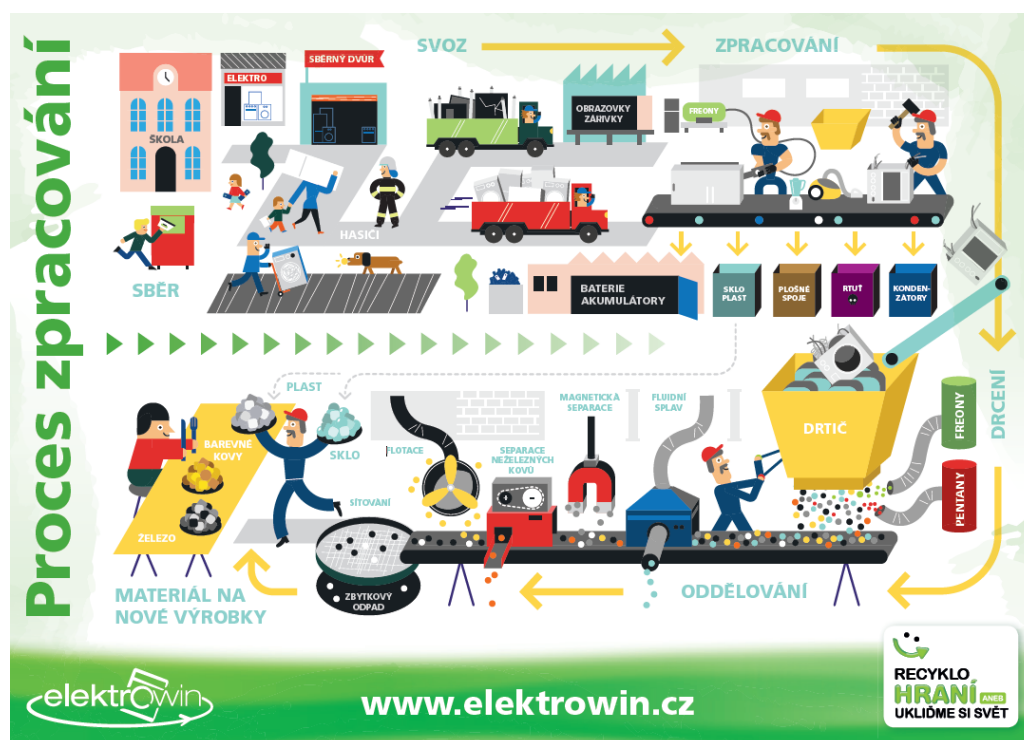 Proces zpracování
SVOZ
ZPRACOVÁNÍ
SBĚRNÝ DVŮR
ELEKTRO
ŠKOLA
OBRAZOVKY
ZÁŘIVKY
FREONY
HASIČI
SBĚR
BATERIE
AKUMULÁTORY
SKLO
PLAST
PLOŠNÉ
SPOJE
RTUŤ
KONDEN-
ZÁTORY
DRCENÍ
PLAST
BAREVNÉ
KOVY
SKLO
ŽELEZO
FLOTACE
SÍTOVÁNÍ
SEPARACE
NEŽELEZNÝCH
KOVŮ
MAGNETICKÁ
SEPARACE
FLUIDNÍ
SPLAV
DRTIČ
FREONY
PENTANY
ZBYTKOVÝ
ODPAD
ODDĚLOVÁNÍ
MATERIÁL NA
NOVÉ VÝROBKY
elektrowin
www.elektrowin.cz
RECYKLO
HRANÍ ANEB
UKLIĎME SI SVĚT